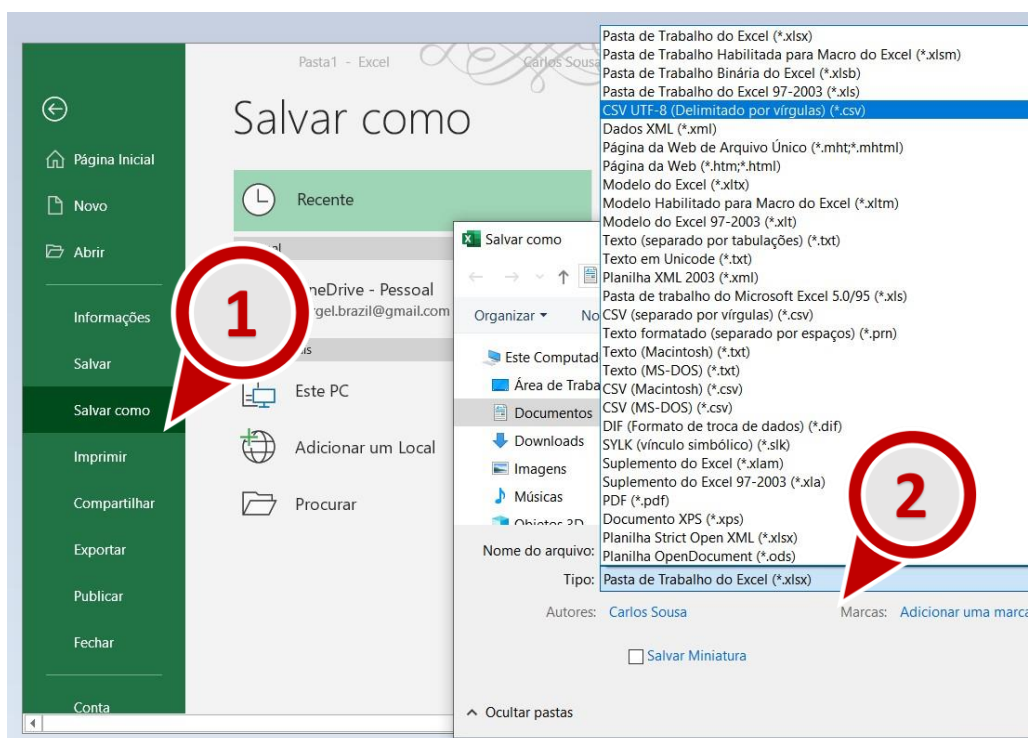 Pasta1 - Excel
Carlos Sousa
Salvar como
Página Inicial
Novo
Abrir
Informações
Salvar
Salvar como
Imprimir
Compartilhar
Exportar
Publicar
Fechar
Conta
Recente
OneDrive - Pessoal
Este PC
Adicionar um Local
Procurar
1
Salvar como
Organizar
No
Este Computad
Área de Traba
Documentos
Downloads
Imagens
Músicas
Objetos 3D
Pasta de Trabalho do Excel (*.xlsx)
Pasta de Trabalho Habilitada para Macro do Excel (*.xlsm)
Pasta de Trabalho Binária do Excel (*.xlsb)
Pasta de Trabalho do Excel 97-2003 (*.xls)
CSV UTF-8 (Delimitado por vírgulas) (*.csv)
Dados XML (*.xml)
Página da Web de Arquivo Único (*.mht;*.mhtml)
Página da Web (*.htm;*.html)
Modelo do Excel (*.xltx)
Modelo Habilitado para Macro do Excel (*.xltm)
Modelo do Excel 97-2003 (*.xlt)
Texto (separado por tabulações) (*.txt)
Texto em Unicode (*.txt)
Planilha XML 2003 (*.xml)
Pasta de trabalho do Microsoft Excel 5.0/95 (*.xls)
CSV (separado por vírgulas) (*.csv)
Texto formatado (separado por espaços) (*.prn)
Texto (Macintosh) (*.txt)
Texto (MS-DOS) (*.txt)
CSV (Macintosh) (*.csv)
CSV (MS-DOS) (*.csv)
DIF (Formato de troca de dados) (*.dif)
SYLK (vínculo simbólico) (*.slk)
Suplemento do Excel (*.xlam)
Suplemento do Excel 97-2003 (*.xla)
PDF (*.pdf)
Documento XPS (*.xps)
Planilha Strict Open XML (*.xlsx)
Planilha OpenDocument (*.ods)
2
Nome do arquivo:
Tipo: Pasta de Trabalho do Excel (*.xlsx)
Autores: Carlos Sousa Marcas: Adicionar uma marca
Salvar Miniatura
Ocultar pastas